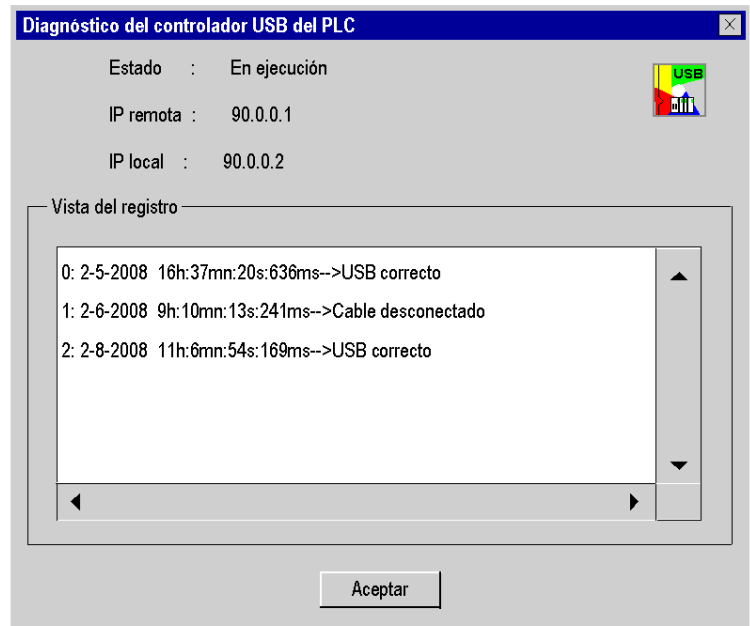 Diagnóstico del controlador USB del PLC
Estado : En ejecución
USB
IP remota : 90.0.0.1
IP local : 90.0.0.2
Vista del registro
0: 2-5-2008 16h:37mn:20s:636ms-->USB correcto
1: 2-6-2008 9h:10mn:13s:241ms-->Cable desconectado
2: 2-8-2008 11h:6mn:54s:169ms-->USB correcto
Aceptar